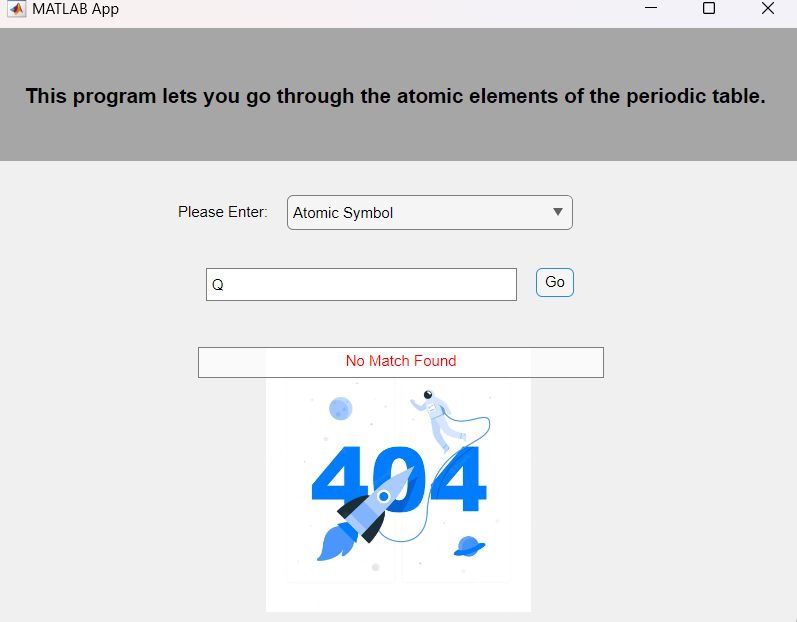 MATLAB App
This program lets you go through the atomic elements of the periodic table.
Please Enter: Atomic Symbol
Q Go
No Match Found
404